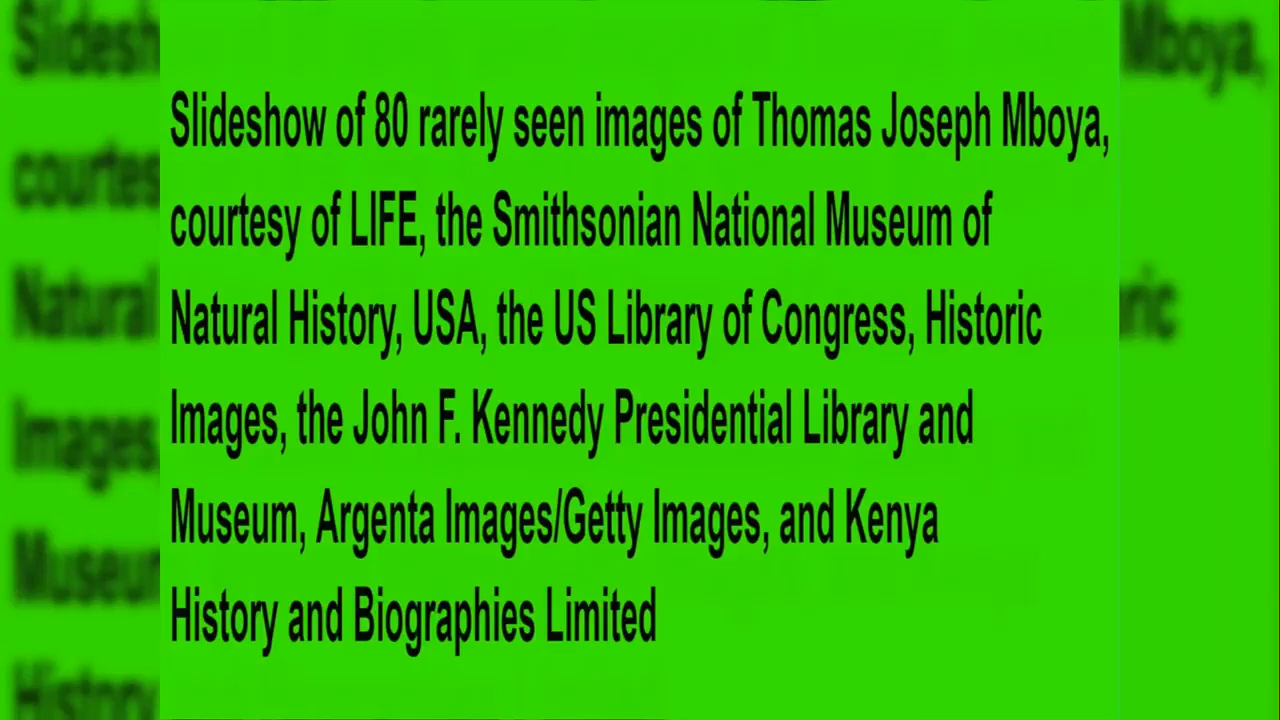 Slideshow of 80 rarely seen images of Thomas Joseph Mboya,
courtesy of LIFE, the Smithsonian National Museum of
Natural History, USA, the US Library of Congress, Historic
Images, the John F. Kennedy Presidential Library and
Museum, Argenta Images/Getty Images, and Kenya
History and Biographies Limited